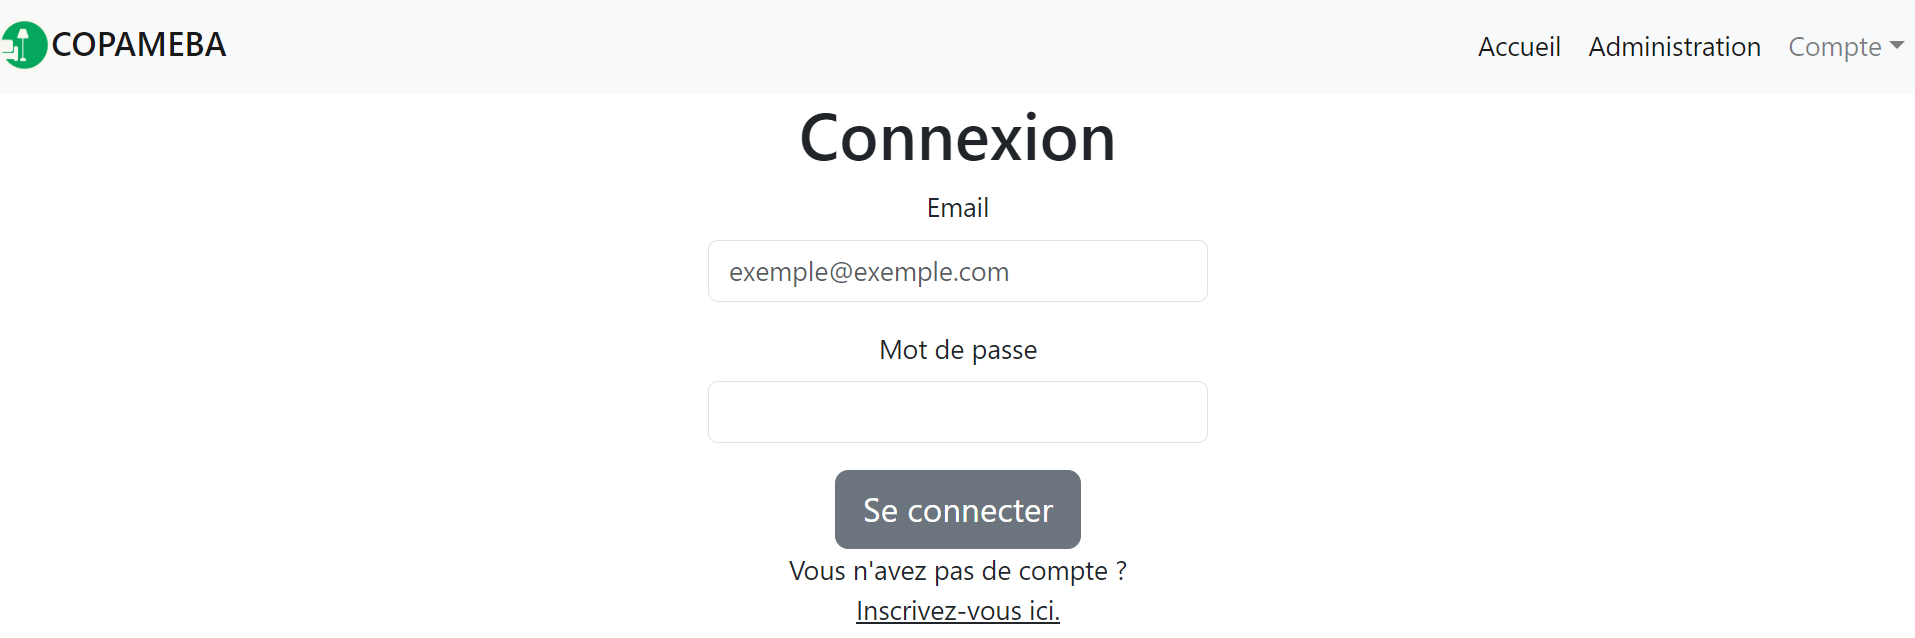 COPAMEBA
Accueil Administration Compte
Connexion
Email
exemple@exemple.com
Mot de passe
Se connecter
Vous n'avez pas de compte ?
Inscrivez-vous ici.